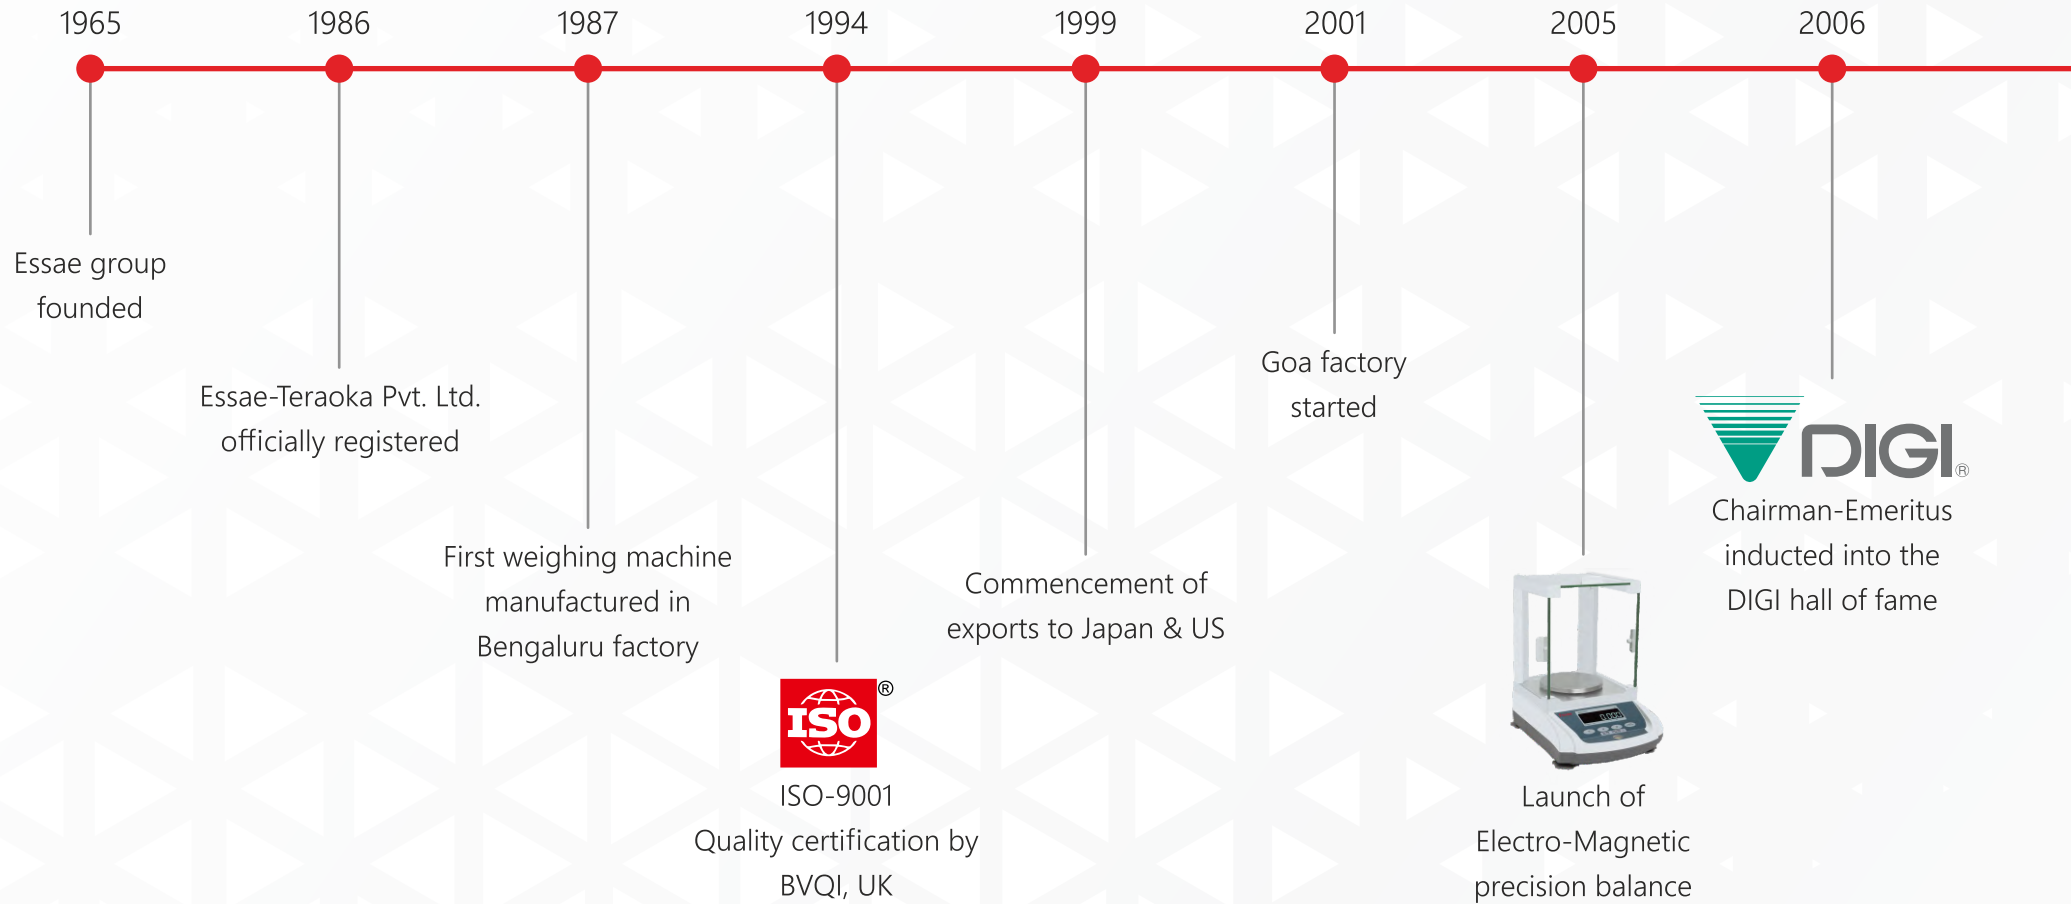 1965
Essae group
founded
1986
Essae-Teraoka Pvt. Ltd.
officially registered
1987
First weighing machine
manufactured in
Bengaluru factory
1994
ISO®
ISO-9001
Quality certification by
BVQI, UK
1999
Commencement of
exports to Japan & US
2001
Goa factory
started
2005
Launch of
Electro-Magnetic
precision balance
2006
DIGI®
Chairman-Emeritus
inducted into the
DIGI hall of fame